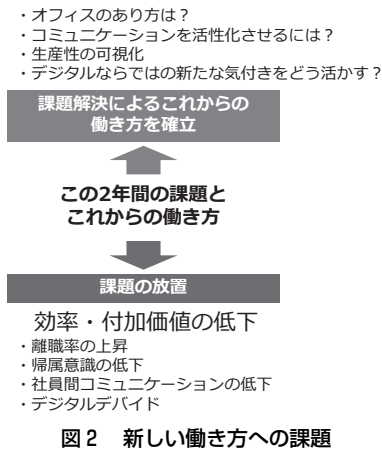 ・オフィスのあり方は？
・コミュニケーションを活性化させるには？
・生産性の可視化
・デジタルならではの新たな気付きをどう活かす？
課題解決によるこれからの
働き方を確立
この2年間の課題と
これからの働き方
課題の放置
効率・付加価値の低下
・離職率の上昇
・帰属意識の低下
・社員間コミュニケーションの低下
・デジタルデバイド
図2　新しい働き方への課題